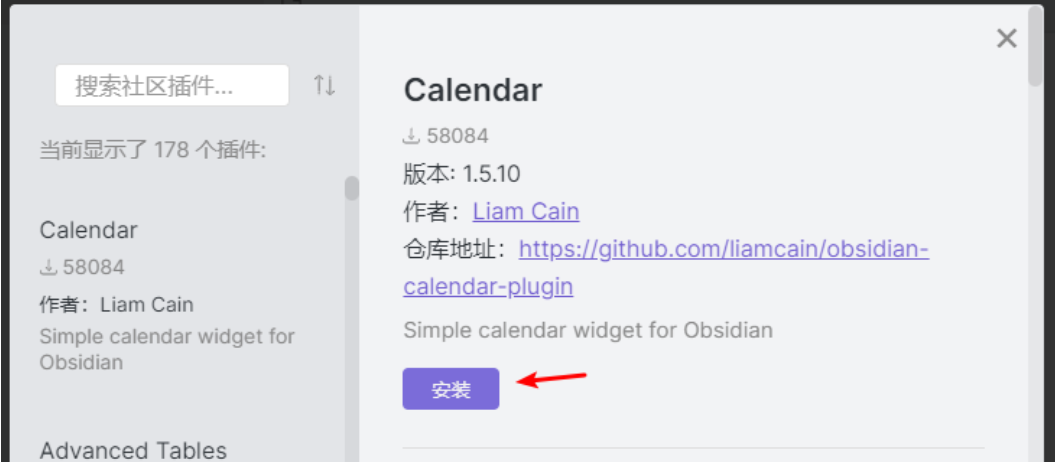 搜索社区插件...
当前显示了 178 个插件:
Calendar
58084
作者：Liam Cain
Simple calendar widget for
Obsidian
Advanced Tables
Calendar
58084
版本: 1.5.10
作者：Liam Cain
仓库地址：https://github.com/liamcain/obsidian-
calendar-plugin
Simple calendar widget for Obsidian
安装